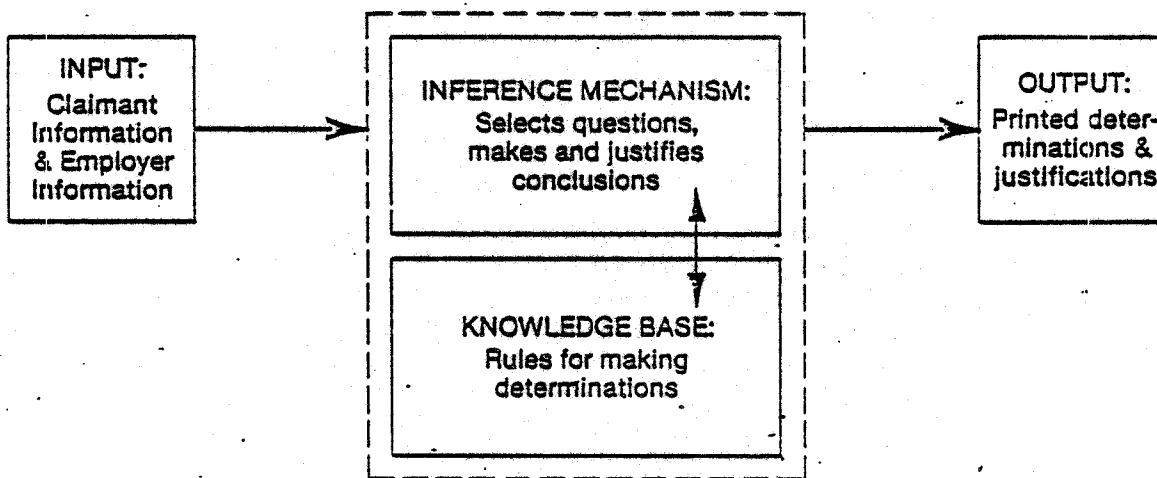 INPUT:
Claimant
Information
& Employer
Information
INFERENCE MECHANISM:
Selects questions,
makes and justifies
conclusions
KNOWLEDGE BASE:
Rules for making
determinations
OUTPUT:
Printed deter-
minations &
justifications